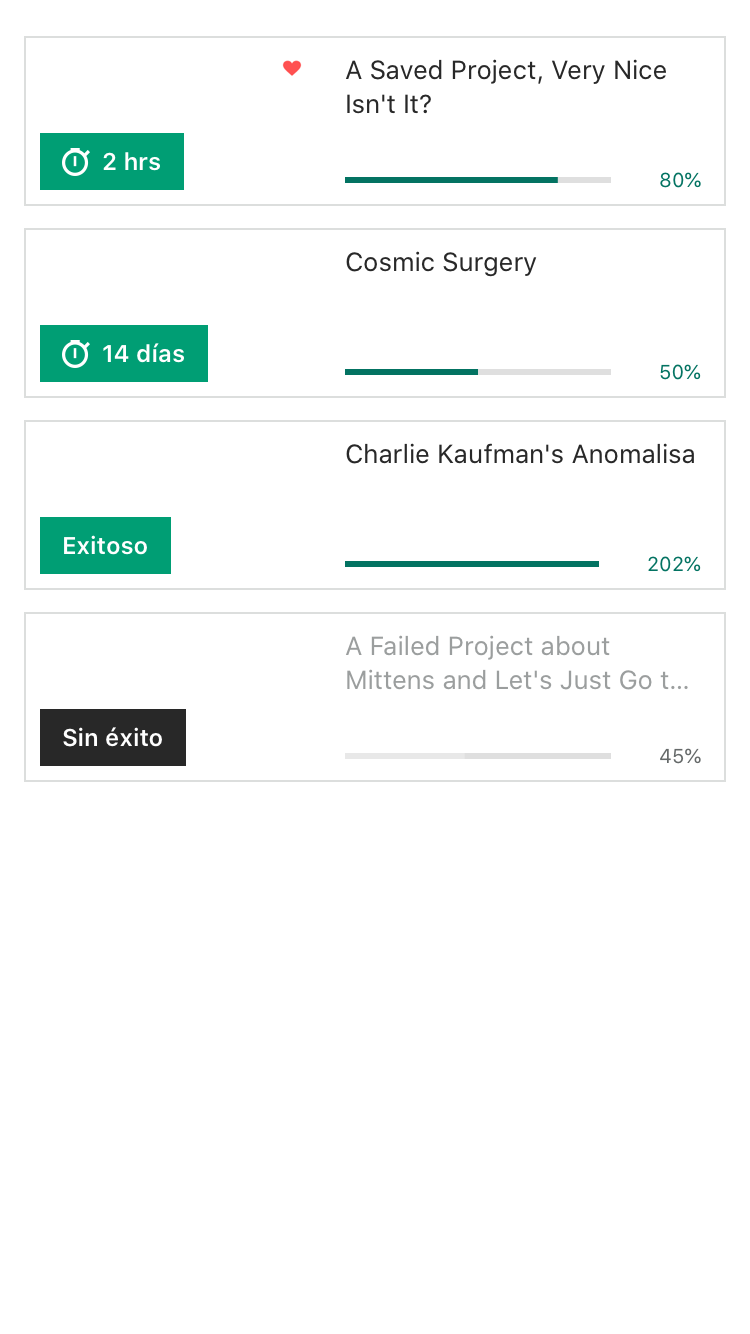 A Saved Project, Very Nice
Isn't It?
2 hrs
80%
Cosmic Surgery
14 días
50%
Charlie Kaufman's Anomalisa
Exitoso
202%
A Failed Project about
Mittens and Let's Just Go t...
Sin éxito
45%